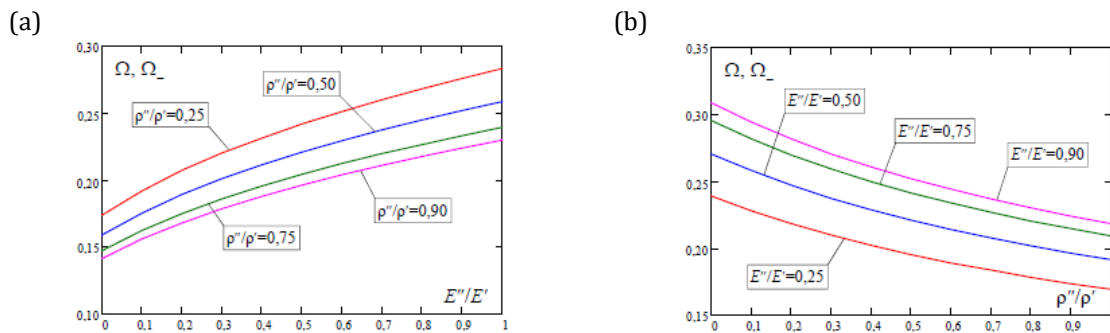 (a)
0,30
Ω, Ω_
ρ″/ρ′=0,50
ρ″/ρ′=0,25
0,25
0,20
ρ″/ρ′=0,90
ρ″/ρ′=0,75
0,15
E″/E′
0,10
0 0,1 0,2 0,3 0,4 0,5 0,6 0,7 0,8 0,9 1
(b)
0,35
Ω, Ω_
E″/E′=0,50
0,30
E″/E′=0,75
E″/E′=0,90
0,25
0,20
E″/E′=0,25
ρ″/ρ′
0,15
0 0,1 0,2 0,3 0,4 0,5 0,6 0,7 0,8 0,9